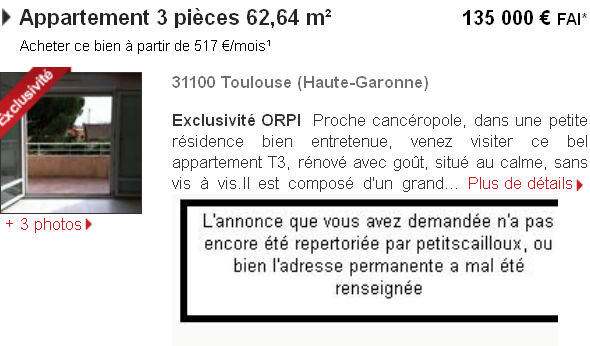 Appartement 3 pièces 62,64 m²
135 000 € FAI*
Acheter ce bien à partir de 517 €/mois¹
Exclusivité
31100 Toulouse (Haute-Garonne)
Exclusivité ORPI Proche cancéropole, dans une petite
résidence bien entretenue, venez visiter ce bel
appartement T3, rénové avec goût, situé au calme, sans
vis à vis.Il est composé d'un grand... Plus de détails
+ 3 photos
L'annonce que vous avez demandée n'a pas
encore été repertoriée par petitscailloux, ou
bien l'adresse permanente a mal été
renseignée